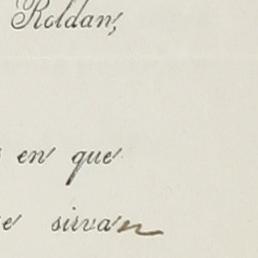 Roldan,
en que
sirvan